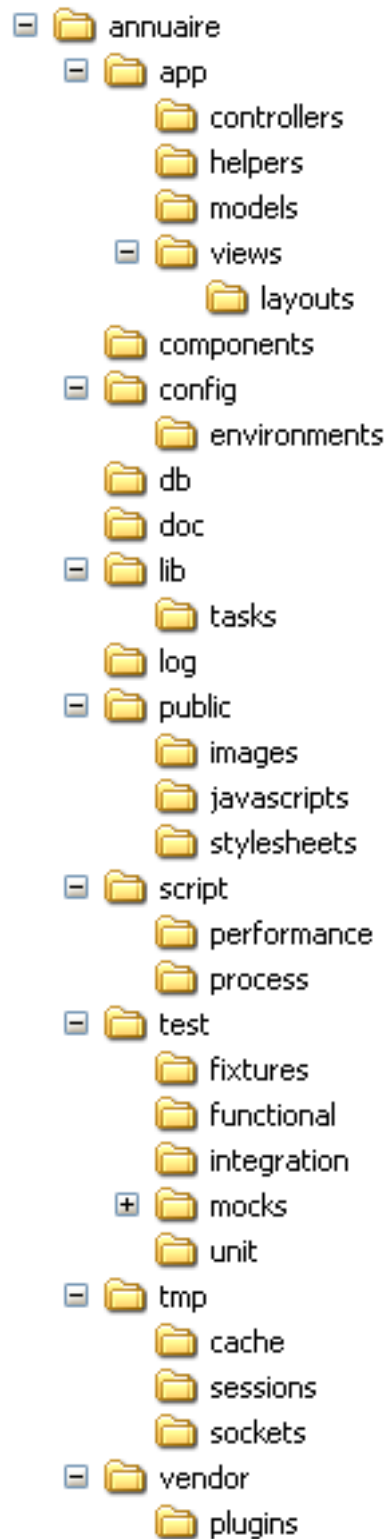 annuaire
app
controllers
helpers
models
views
layouts
components
config
environments
db
doc
lib
tasks
log
public
images
javascripts
stylesheets
script
performance
process
test
fixtures
functional
integration
mocks
unit
tmp
cache
sessions
sockets
vendor
plugins